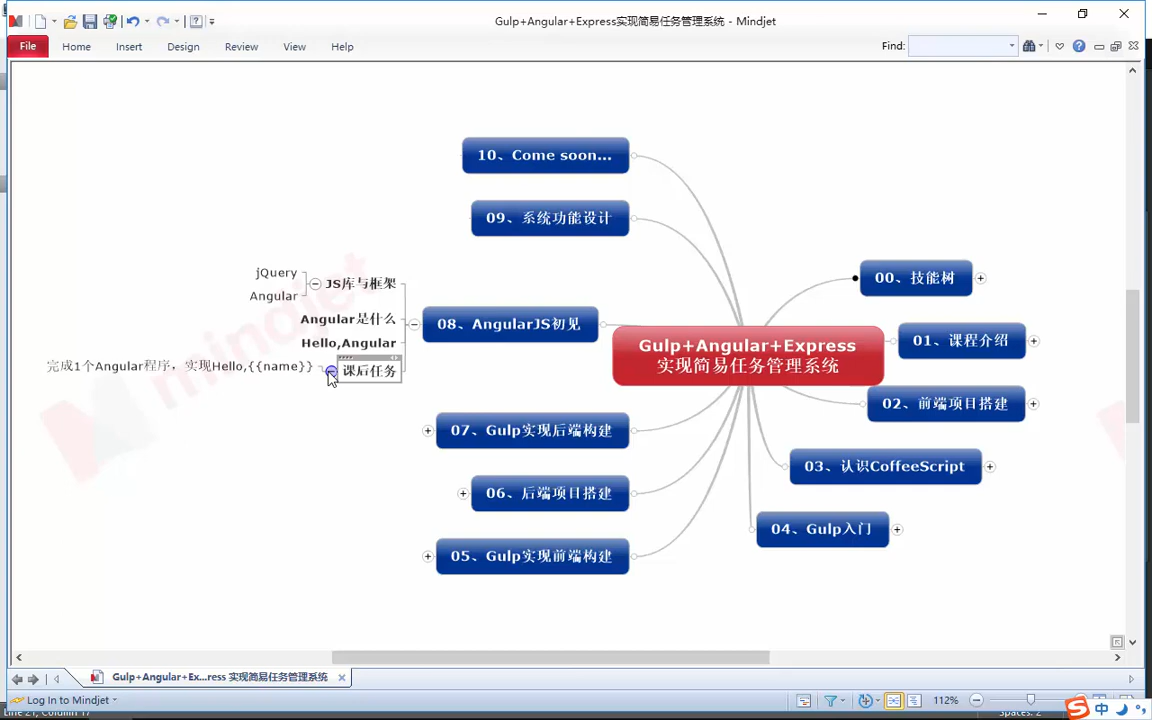 Gulp+Angular+Express实现简易任务管理系统 - Mindjet
File
Home
Insert
Design
Review
View
Help
Find:
10、Come soon...
09、系统功能设计
00、技能树
jQuery
JS库与框架
Angular
Angular是什么
08、AngularJS初见
Gulp+Angular+Express
实现简易任务管理系统
01、课程介绍
Hello,Angular
完成1个Angular程序，实现Hello,{{name}}
课后任务
02、前端项目搭建
07、Gulp实现后端构建
03、认识CoffeeScript
06、后端项目搭建
04、Gulp入门
05、Gulp实现前端构建
mindjet
Gulp+Angular+Ex...ress 实现简易任务管理系统
Log In to Mindjet
112%
中
Line 21, Column 17
Spaces: 2